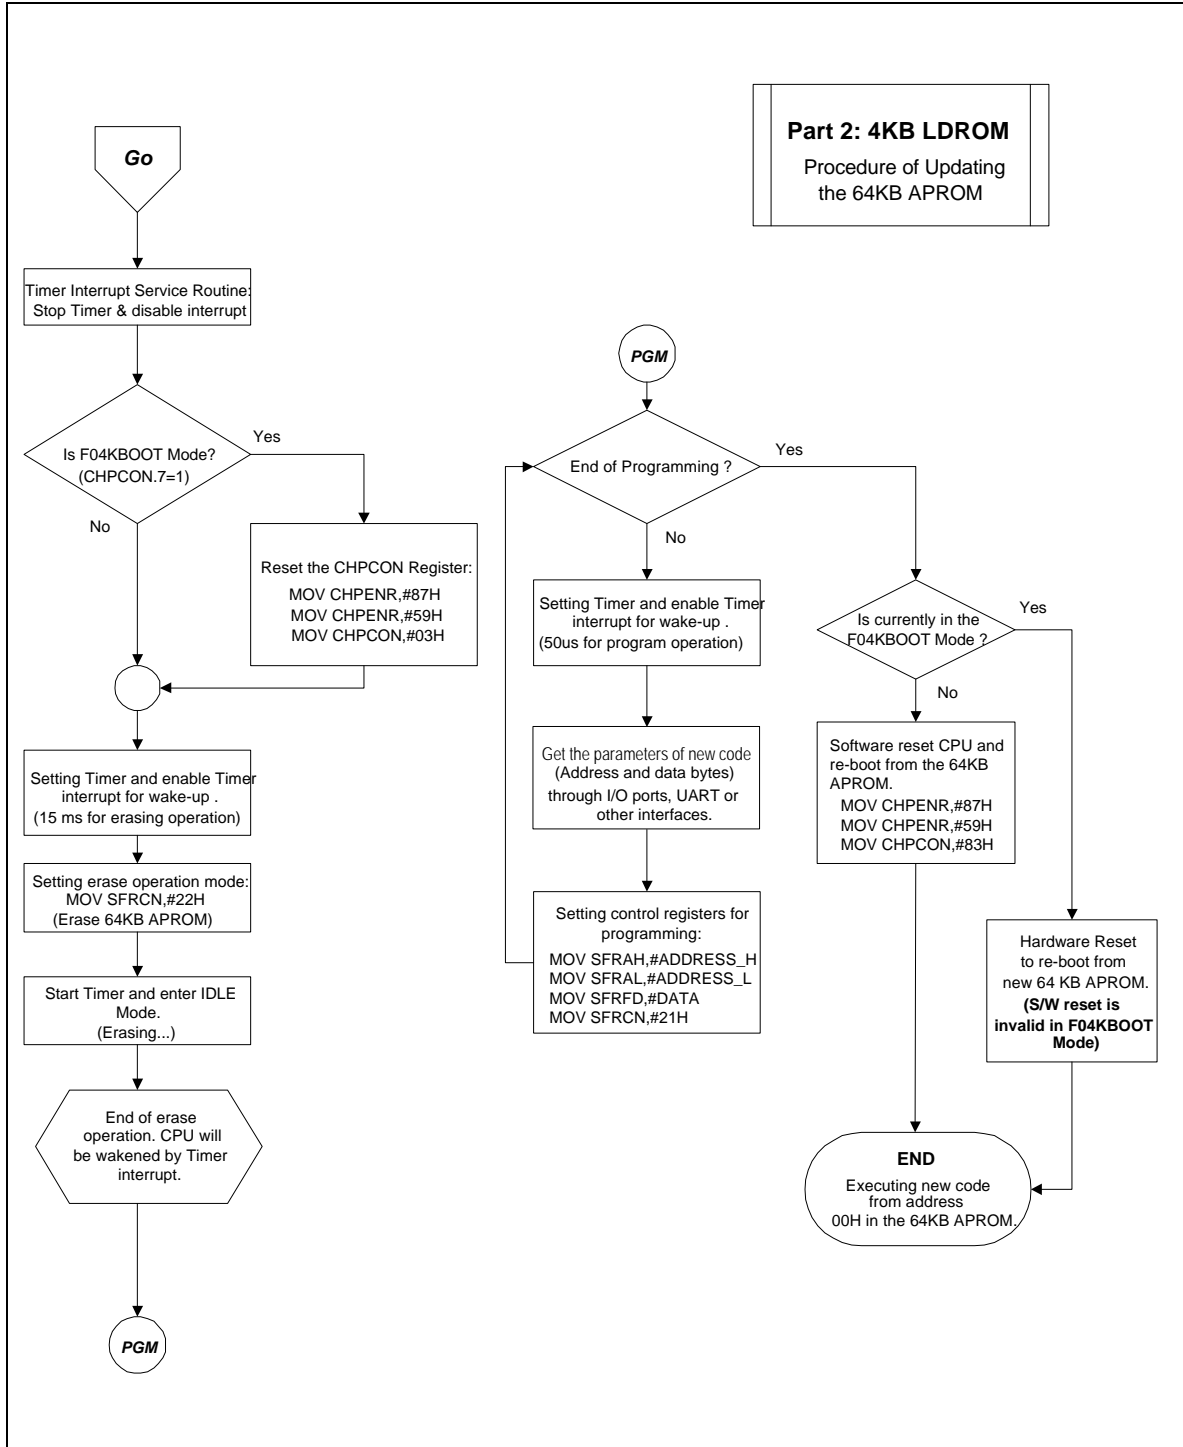 Part 2: 4KB LDROM
Procedure of Updating
the 64KB APROM
Go
Timer Interrupt Service Routine:
Stop Timer & disable interrupt
Is F04KBOOT Mode?
(CHPCON.7=1)
Yes
No
Reset the CHPCON Register:
MOV CHPENR,#87H
MOV CHPENR,#59H
MOV CHPCON,#03H
Setting Timer and enable Timer
interrupt for wake-up .
(15 ms for erasing operation)
Setting erase operation mode:
MOV SFRCN,#22H
(Erase 64KB APROM)
Start Timer and enter IDLE
Mode.
(Erasing...)
End of erase
operation. CPU will
be wakened by Timer
interrupt.
PGM
PGM
End of Programming ?
Yes
No
Setting Timer and enable Timer
interrupt for wake-up .
(50us for program operation)
Get the parameters of new code
(Address and data bytes)
through I/O ports, UART or
other interfaces.
Setting control registers for
programming:
MOV SFRAH,#ADDRESS_H
MOV SFRAL,#ADDRESS_L
MOV SFRFD,#DATA
MOV SFRCN,#21H
Is currently in the
F04KBOOT Mode ?
Yes
No
Software reset CPU and
re-boot from the 64KB
APROM.
MOV CHPENR,#87H
MOV CHPENR,#59H
MOV CHPCON,#83H
Hardware Reset
to re-boot from
new 64 KB APROM.
(S/W reset is
invalid in F04KBOOT
Mode)
END
Executing new code
from address
00H in the 64KB APROM.